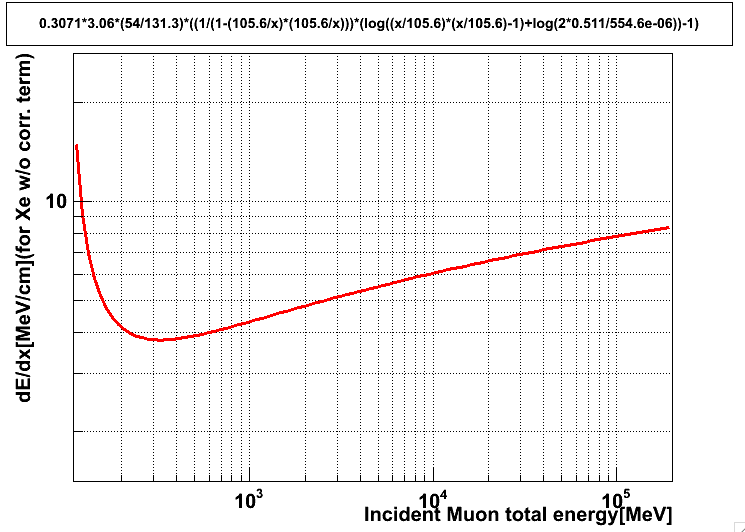 0.3071*3.06*(54/131.3)*((1/(1-(105.6/x)*(105.6/x)))*(log((x/105.6)*(x/105.6)-1)+log(2*0.511/554.6e-06))-1)
dE/dx[MeV/cm](for Xe w/o corr. term)
10
10³
10⁴
10⁵
Incident Muon total energy[MeV]